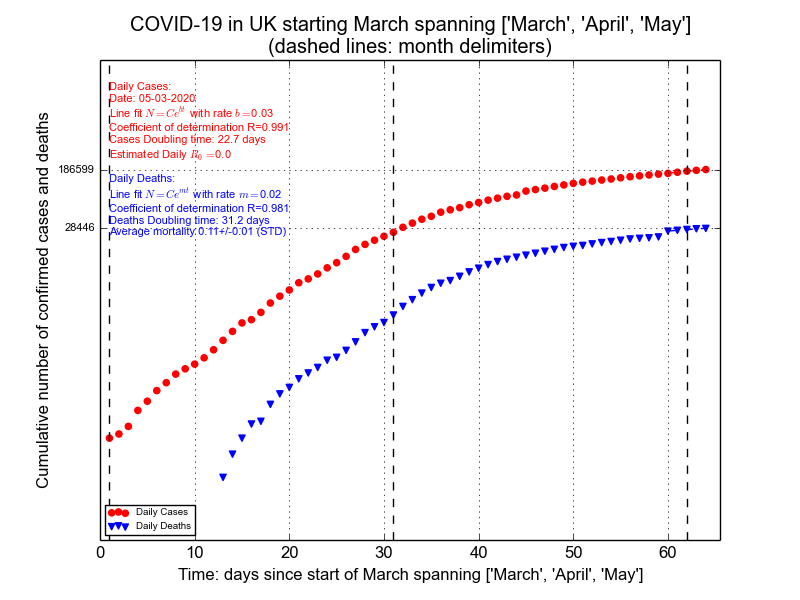 COVID-19 in UK starting March spanning ['March', 'April', 'May']
(dashed lines: month delimiters)
Daily Cases:
Date: 05-03-2020
Line fit N = Ce^{bt} with rate b =0.03
Coefficient of determination R=0.991
Cases Doubling time: 22.7 days
Estimated Daily R_0 =0.0
Daily Deaths:
Line fit N = Ce^{mt} with rate m =0.02
Coefficient of determination R=0.981
Deaths Doubling time: 31.2 days
Average mortality:0.11+/-0.01 (STD)
186599
28446
Cumulative number of confirmed cases and deaths
Daily Cases
Daily Deaths
0 10 20 30 40 50 60
Time: days since start of March spanning ['March', 'April', 'May']